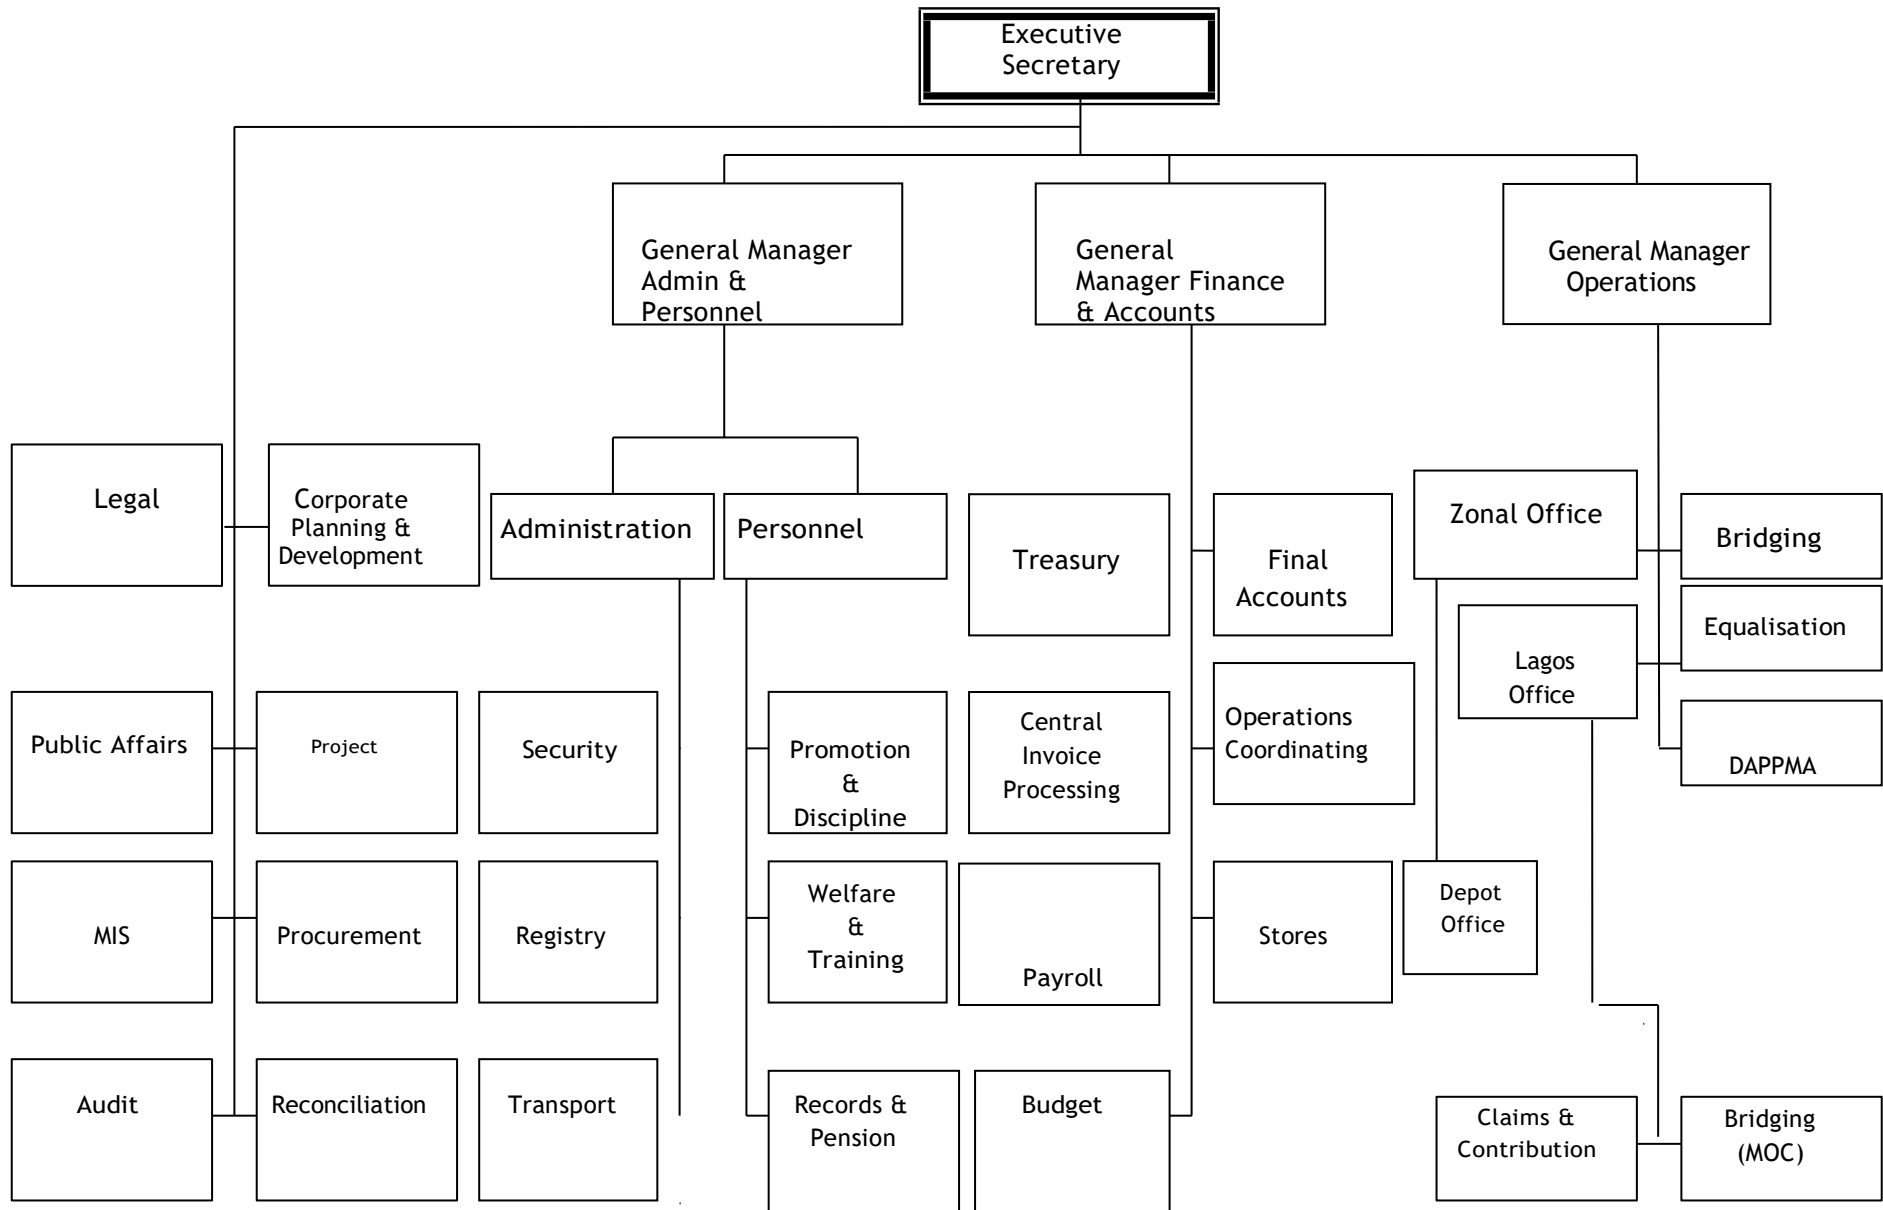 Executive
Secretary
General Manager
Admin &
Personnel
General
Manager Finance
& Accounts
General Manager
Operations
Legal
Corporate
Planning &
Development
Administration
Personnel
Treasury
Final
Accounts
Zonal Office
Bridging
Equalisation
Lagos
Office
DAPPMA
Public Affairs
Project
Security
Promotion
&
Discipline
Central
Invoice
Processing
Operations
Coordinating
MIS
Procurement
Registry
Welfare
&
Training
Payroll
Stores
Depot
Office
Audit
Reconciliation
Transport
Records &
Pension
Budget
Claims &
Contribution
Bridging
(MOC)